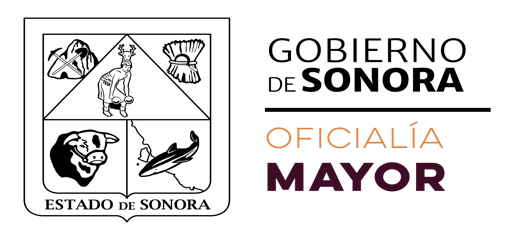 ESTADO DE SONORA
GOBIERNO
DE SONORA
OFICIALÍA
MAYOR